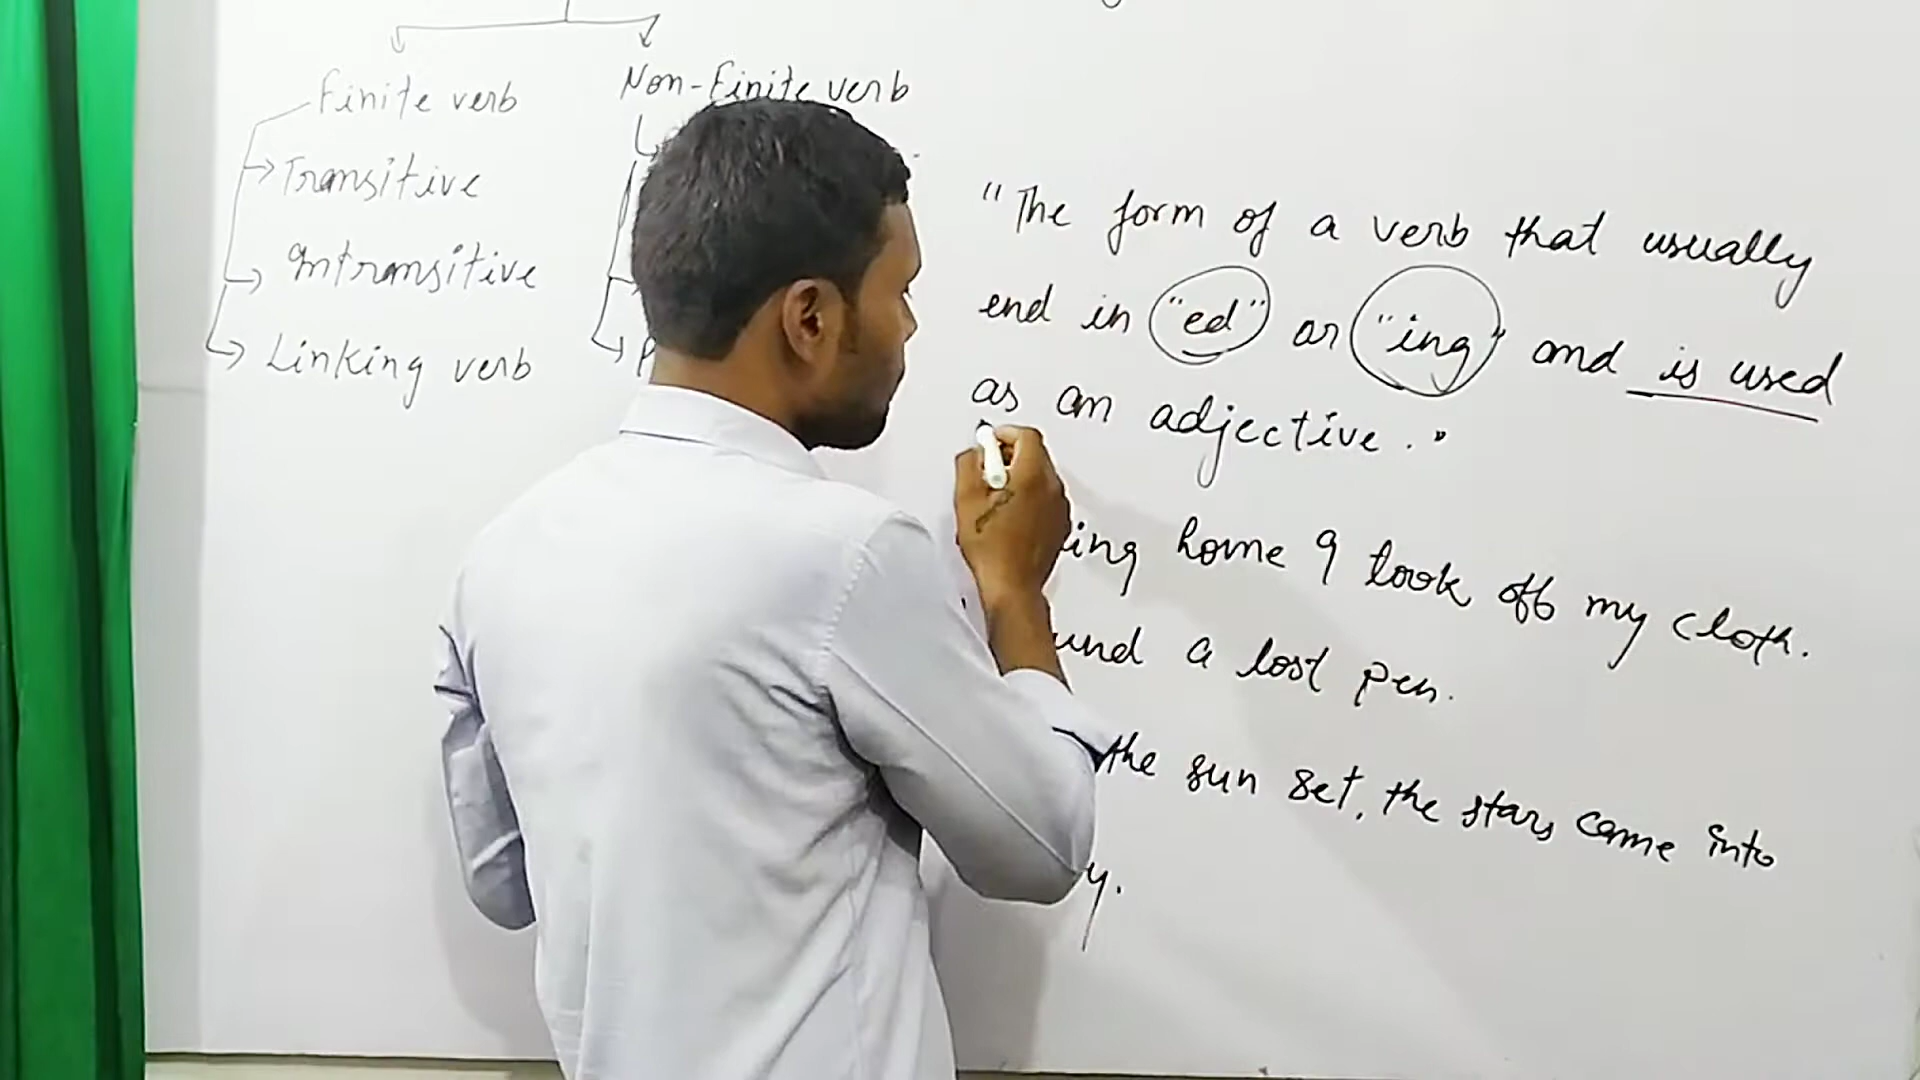 Finite verb
Non-Finite verb
Transitive
Intransitive
Linking verb
"The form of a verb that usually
end in "ed" or "ing" and is used
as an adjective."
ing home I took off my cloth.
und a lost pen.
the sun set, the stars came into
y.